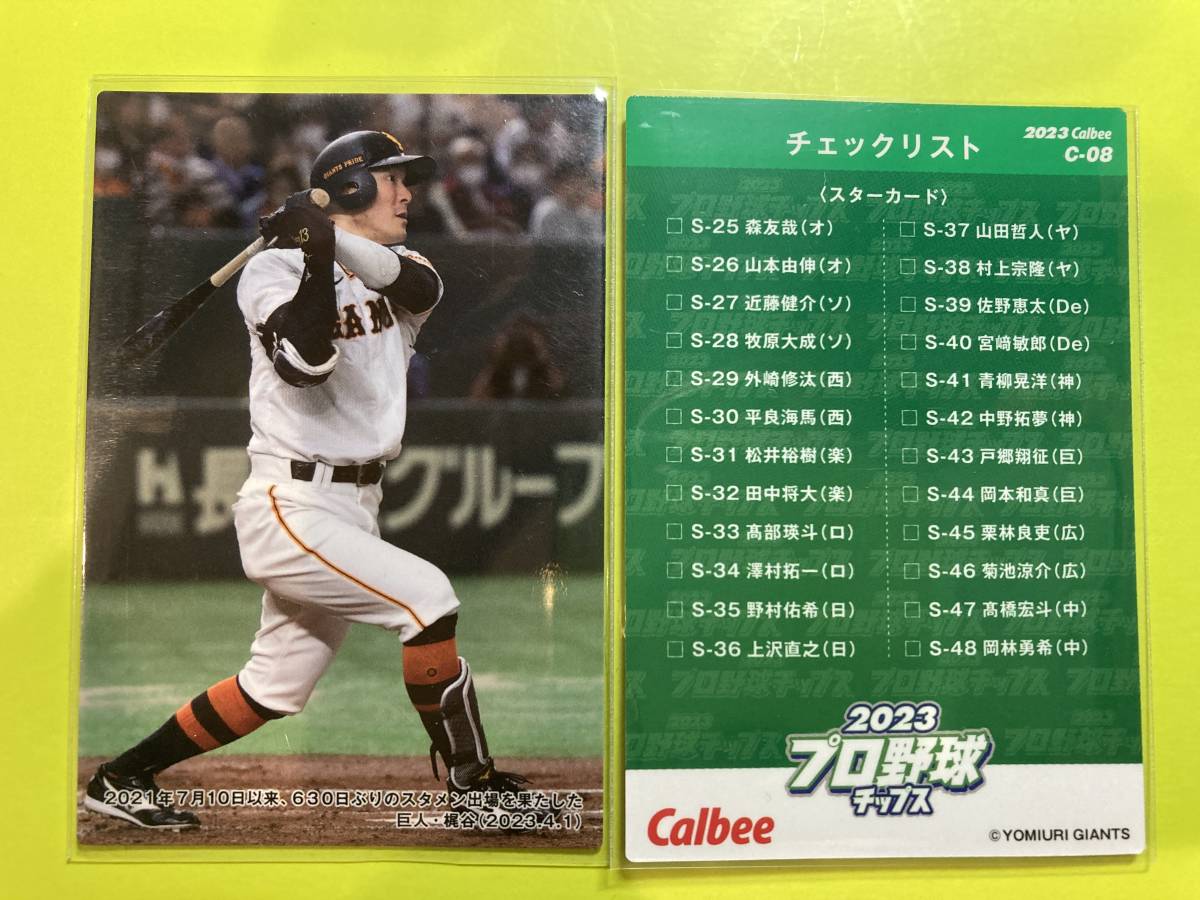 GIANTS PRIDE
13
長 グループ
2021年7月10日以来、630日ぶりのスタメン出場を果たした
巨人・梶谷(2023.4.1)
チェックリスト
2023 Calbee
C-08
〈スターカード〉
□ S-25 森友哉(オ)
□ S-26 山本由伸(オ)
□ S-27 近藤健介(ソ)
□ S-28 牧原大成(ソ)
□ S-29 外崎修汰(西)
□ S-30 平良海馬(西)
□ S-31 松井裕樹(楽)
□ S-32 田中将大(楽)
□ S-33 髙部瑛斗(ロ)
□ S-34 澤村拓一(ロ)
□ S-35 野村佑希(日)
□ S-36 上沢直之(日)
□ S-37 山田哲人(ヤ)
□ S-38 村上宗隆(ヤ)
□ S-39 佐野恵太(De)
□ S-40 宮﨑敏郎(De)
□ S-41 青柳晃洋(神)
□ S-42 中野拓夢(神)
□ S-43 戸郷翔征(巨)
□ S-44 岡本和真(巨)
□ S-45 栗林良吏(広)
□ S-46 菊池涼介(広)
□ S-47 髙橋宏斗(中)
□ S-48 岡林勇希(中)
2023
プロ野球
チップス
Calbee
©YOMIURI GIANTS